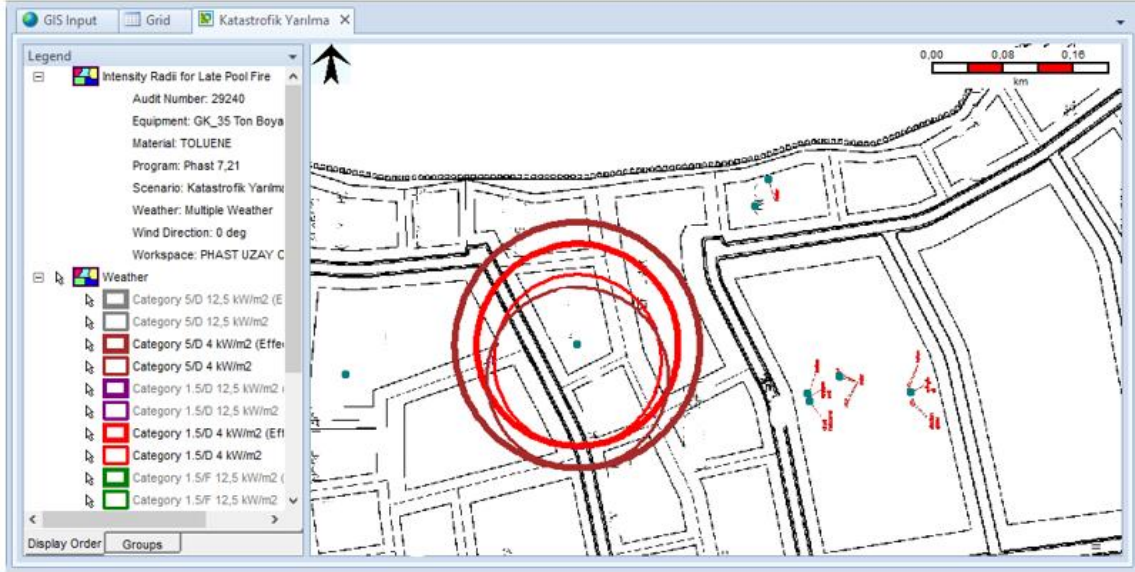 GIS Input Grid Katastrofik Yarılma
Legend
0,00 0,08 0,16
km
Intensity Radii for Late Pool Fire
Audit Number: 29240
Equipment: GK_35 Ton Boya
Material: TOLUENE
Program: Phast 7,21
Scenario: Katastrofik Yarılma
Weather: Multiple Weather
Wind Direction: 0 deg
Workspace: PHAST UZAY C
Weather
Category 5/D 12,5 kW/m2 (E
Category 5/D 12,5 kW/m2
Category 5/D 4 kW/m2 (Effe
Category 5/D 4 kW/m2
Category 1.5/D 12,5 kW/m2 (
Category 1.5/D 12,5 kW/m2
Category 1.5/D 4 kW/m2 (Eff
Category 1.5/D 4 kW/m2
Category 1.5/F 12,5 kW/m2 (
Category 1.5/F 12,5 kW/m2
Display Order Groups